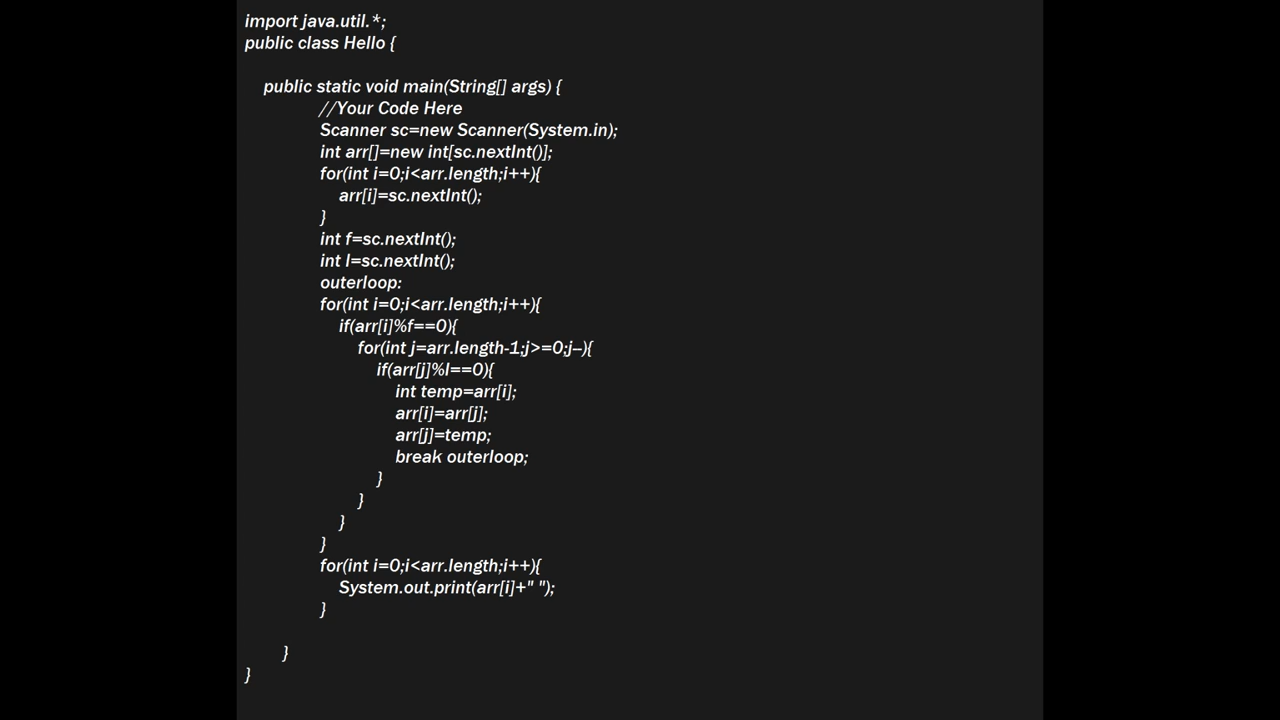 import java.util.*;
public class Hello {
public static void main(String[] args) {
//Your Code Here
Scanner sc=new Scanner(System.in);
int arr[]=new int[sc.nextInt()];
for(int i=0;i<arr.length;i++){
arr[i]=sc.nextInt();
}
int f=sc.nextInt();
int l=sc.nextInt();
outerloop:
for(int i=0;i<arr.length;i++){
if(arr[i]%f==0){
for(int j=arr.length-1;j>=0;j--){
if(arr[j]%l==0){
int temp=arr[i];
arr[i]=arr[j];
arr[j]=temp;
break outerloop;
}
}
}
}
for(int i=0;i<arr.length;i++){
System.out.print(arr[i]+" ");
}
}
}